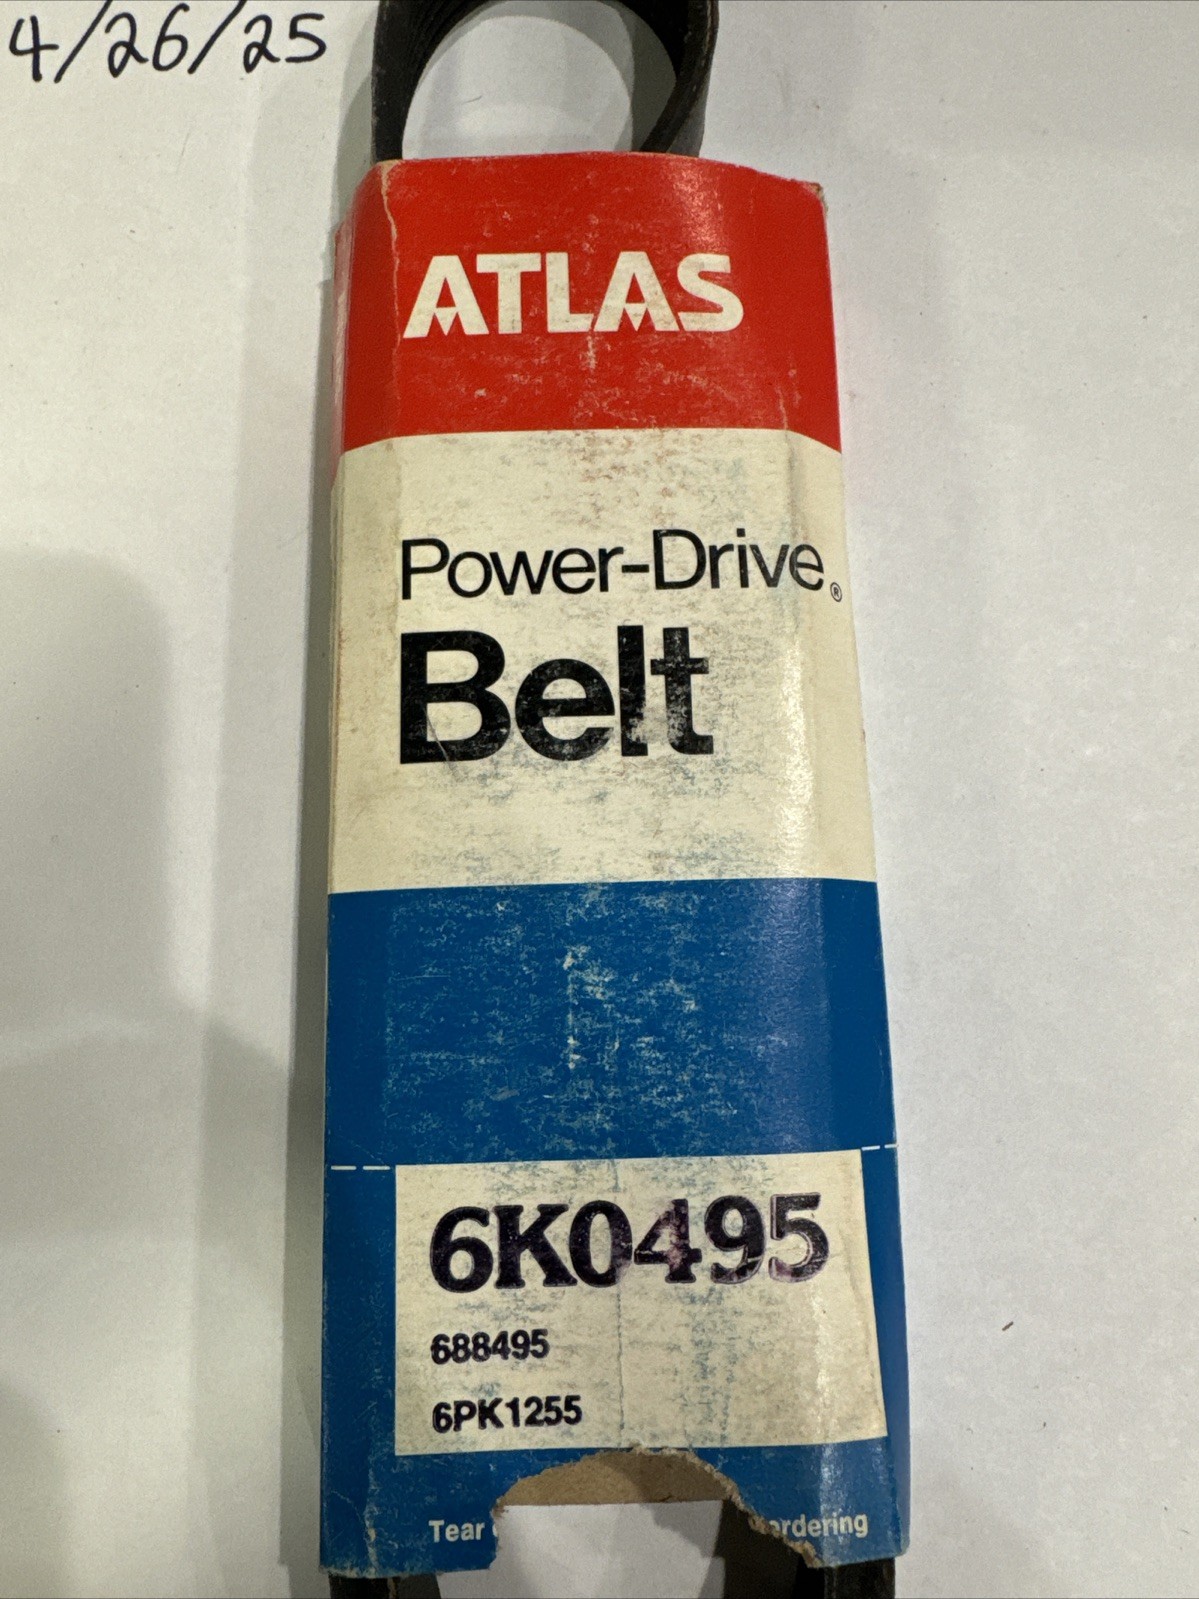 4/26/25
ATLAS
Power-Drive®
Belt
6K0495
688495
6PK1255
Tear ordering